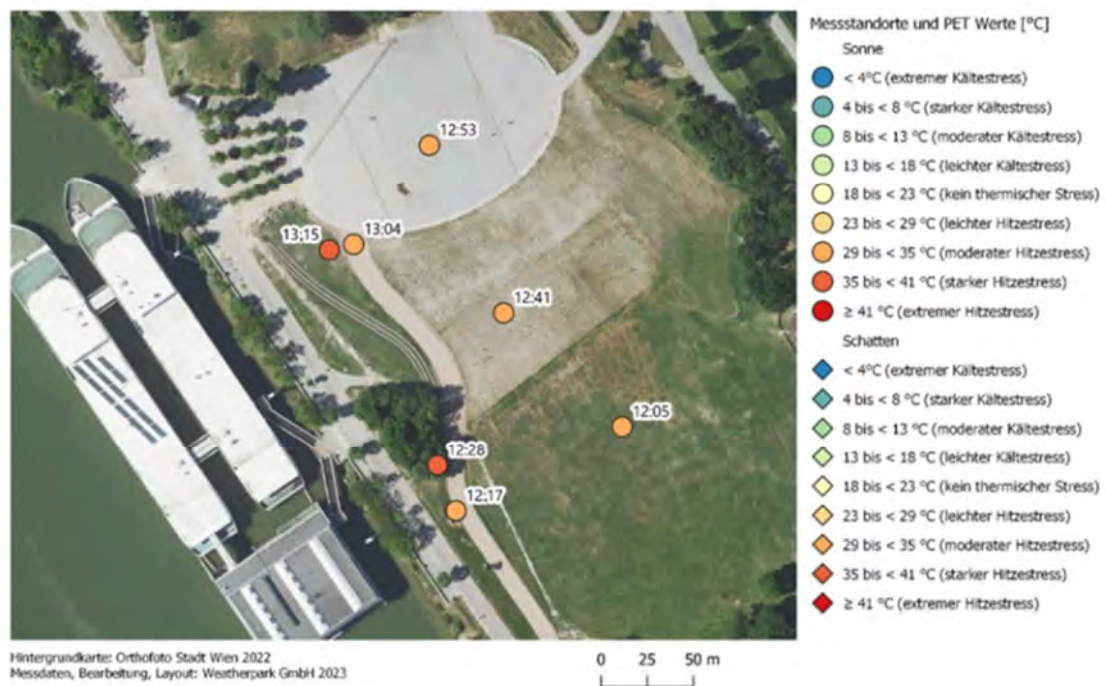 Messstandorte und PET Werte [°C]
Sonne
< 4°C (extremer Kältestress)
4 bis < 8 °C (starker Kältestress)
8 bis < 13 °C (moderater Kältestress)
13 bis < 18 °C (leichter Kältestress)
18 bis < 23 °C (kein thermischer Stress)
23 bis < 29 °C (leichter Hitzestress)
29 bis < 35 °C (moderater Hitzestress)
35 bis < 41 °C (starker Hitzestress)
≥ 41 °C (extremer Hitzestress)
Schatten
< 4°C (extremer Kältestress)
4 bis < 8 °C (starker Kältestress)
8 bis < 13 °C (moderater Kältestress)
13 bis < 18 °C (leichter Kältestress)
18 bis < 23 °C (kein thermischer Stress)
23 bis < 29 °C (leichter Hitzestress)
29 bis < 35 °C (moderater Hitzestress)
35 bis < 41 °C (starker Hitzestress)
≥ 41 °C (extremer Hitzestress)
12:53
13:15
13:04
12:41
12:05
12:28
12:17
Hintergrundkarte: Orthofoto Stadt Wien 2022
Messdaten, Bearbeitung, Layout: Weatherpark GmbH 2023
0 25 50 m